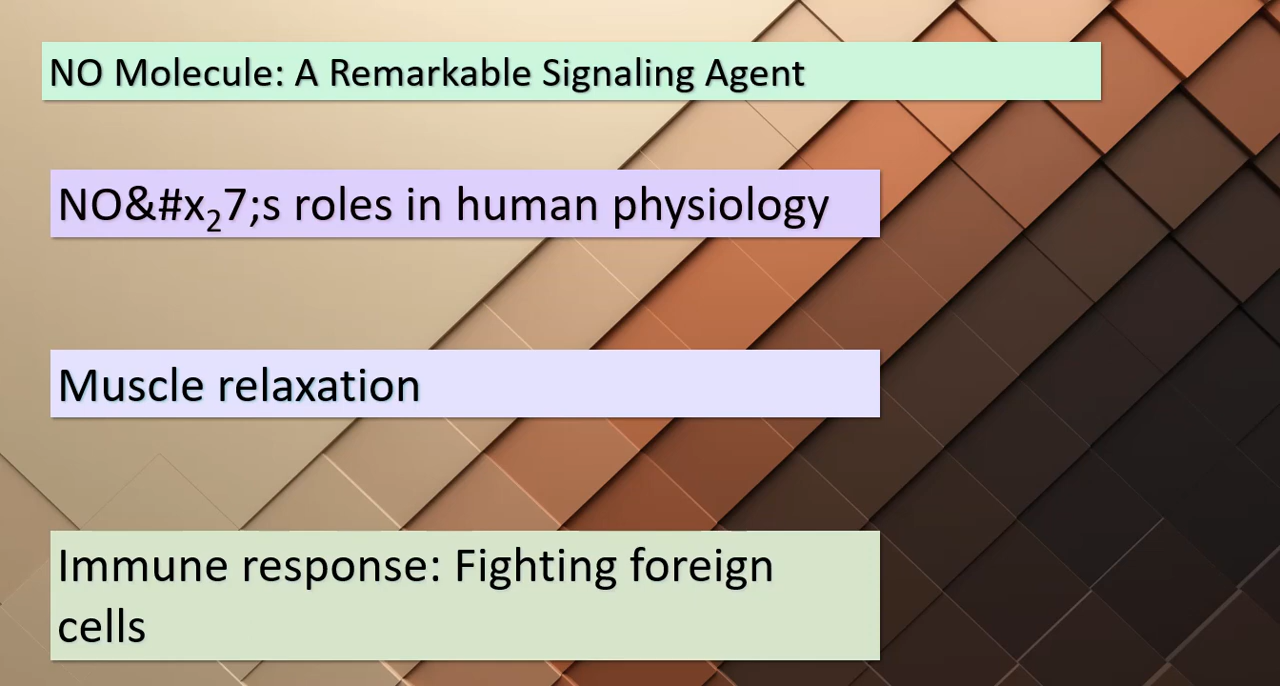 NO Molecule: A Remarkable Signaling Agent
NO&#x₂7;s roles in human physiology
Muscle relaxation
Immune response: Fighting foreign
cells